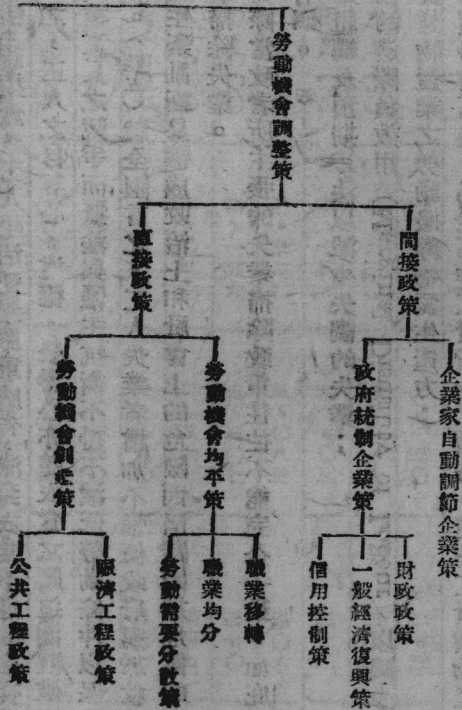 勞動機會調整策
間接政策
企業家自動調節企業策
政府統制企業策
財政政策
一般經濟復興策
信用控制策
直接政策
勞動機會均平策
職業移轉
職業均分
勞動需要分散策
勞動機會創造策
賑濟工程政策
公共工程政策